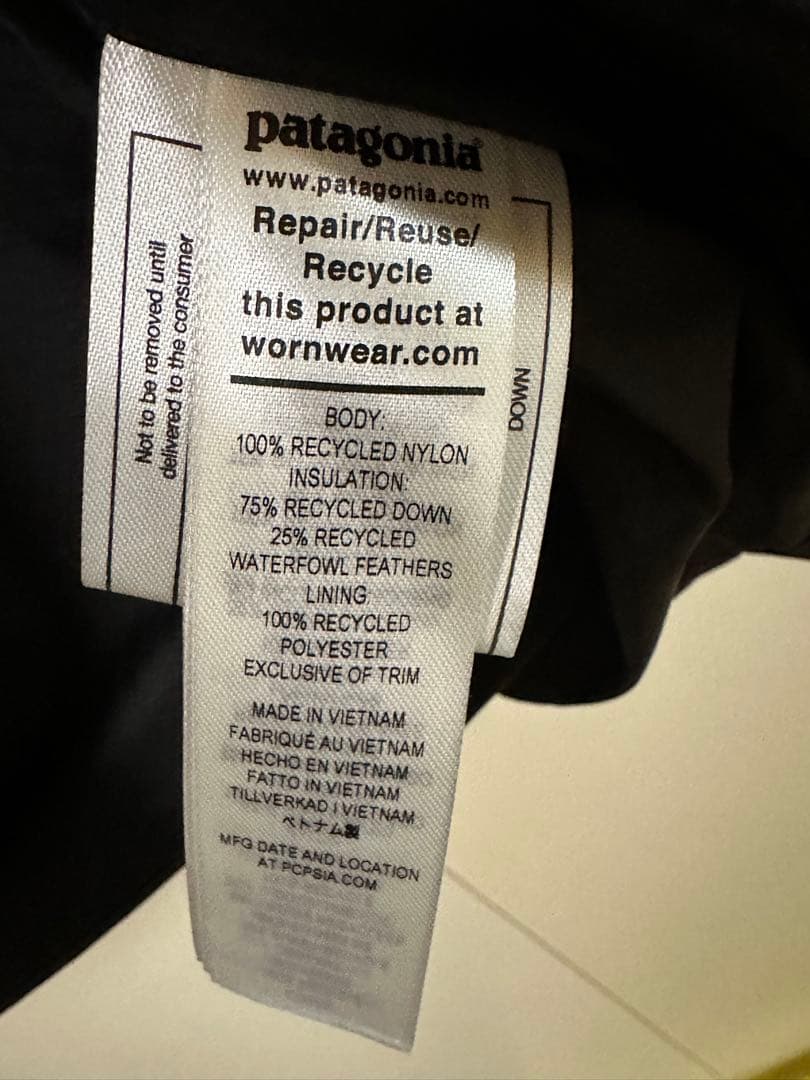 patagonia
www.patagonia.com
Repair/Reuse/
Recycle
this product at
wornwear.com
BODY:
100% RECYCLED NYLON
INSULATION:
75% RECYCLED DOWN
25% RECYCLED
WATERFOWL FEATHERS
LINING
100% RECYCLED
POLYESTER
EXCLUSIVE OF TRIM
MADE IN VIETNAM
FABRIQUÉ AU VIETNAM
HECHO EN VIETNAM
FATTO IN VIETNAM
TILLVERKAD I VIETNAM
ベトナム製
MFG DATE AND LOCATION
AT PCPSIA.COM
Not to be removed until
delivered to the consumer
DOWN